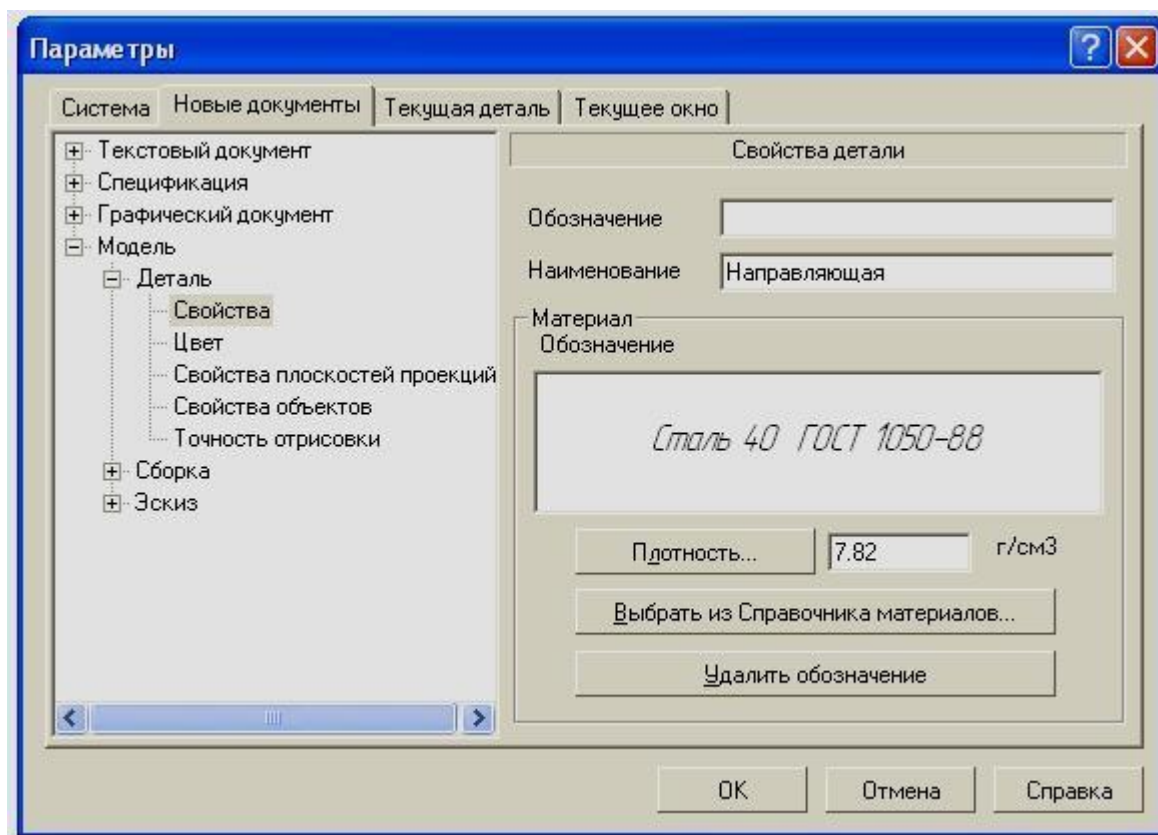 Параметры
Система
Новые документы
Текущая деталь
Текущее окно
Текстовый документ
Спецификация
Графический документ
Модель
Деталь
Свойства
Цвет
Свойства плоскостей проекций
Свойства объектов
Точность отрисовки
Сборка
Эскиз
Свойства детали
Обозначение
Наименование Направляющая
Материал
Обозначение
Сталь 40 ГОСТ 1050-88
Плотность... 7.82 г/см3
Выбрать из Справочника материалов...
Удалить обозначение
OK Отмена Справка